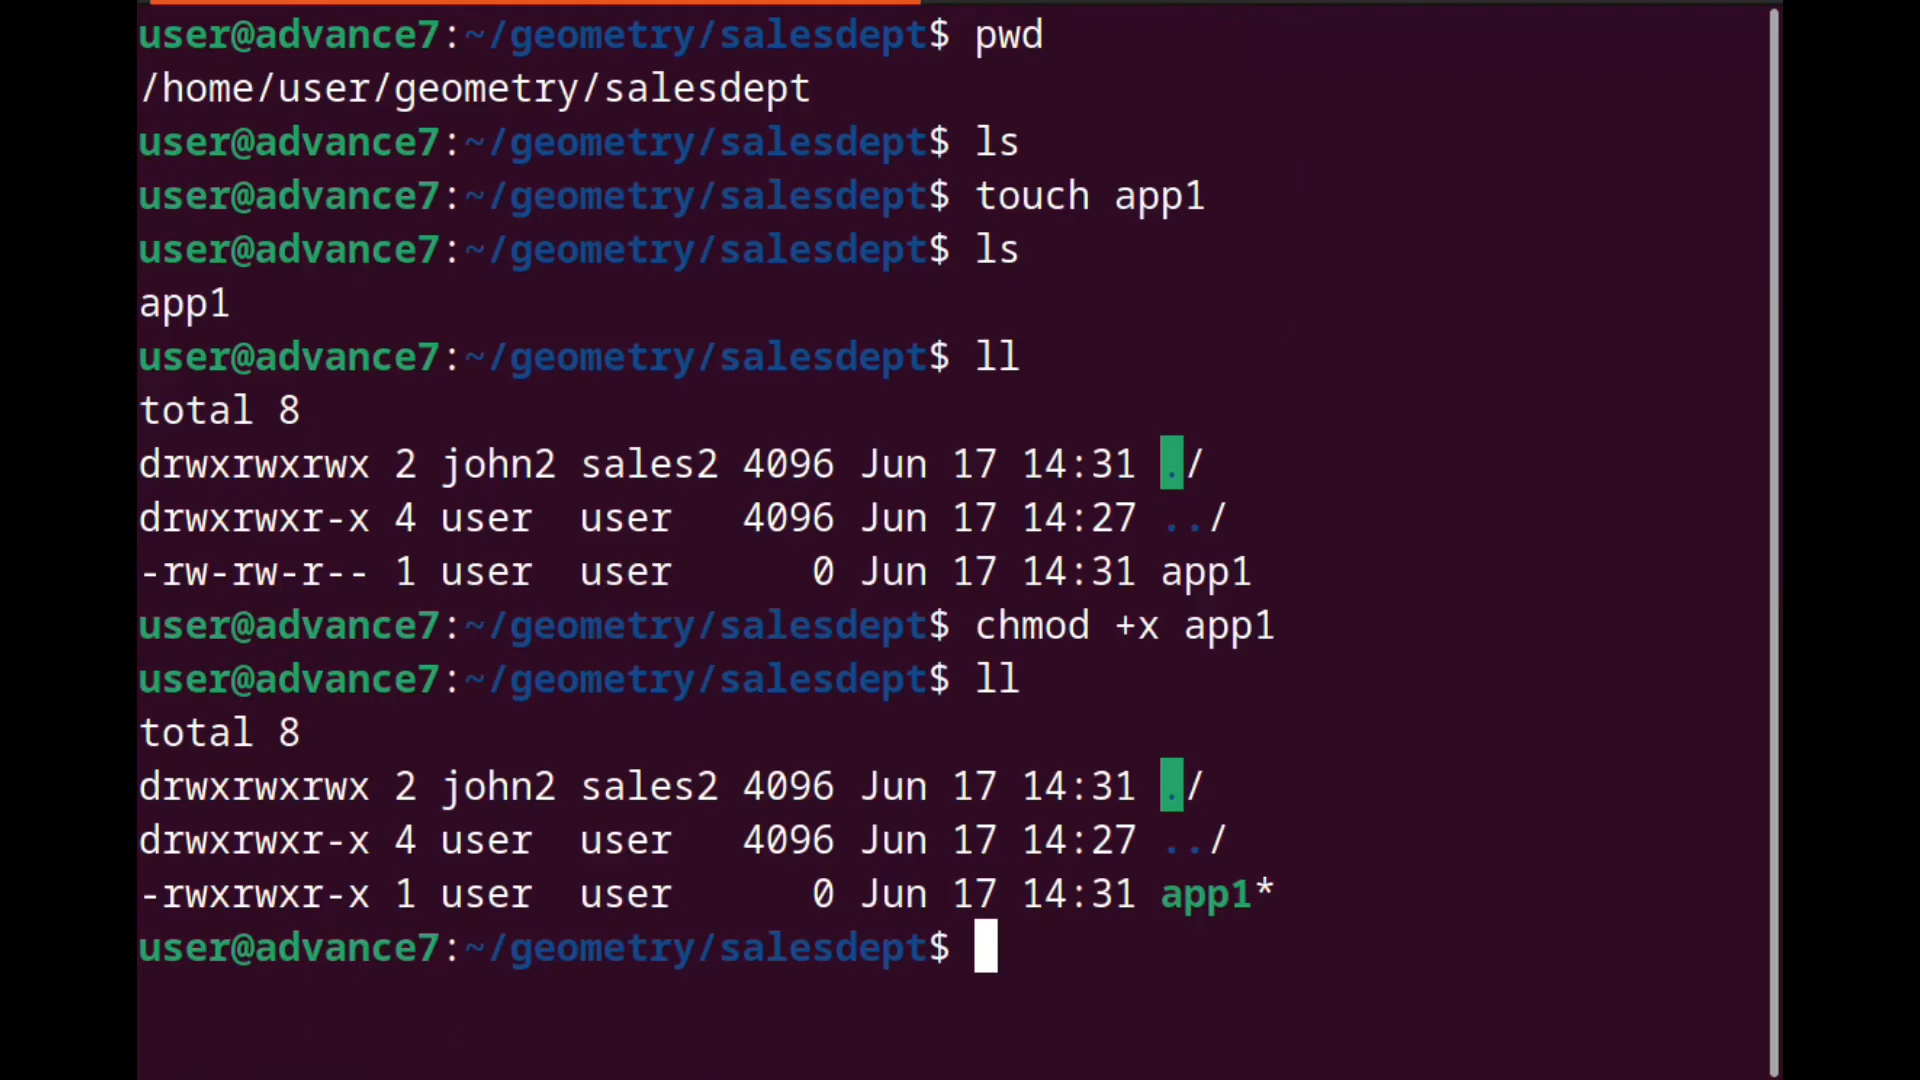 user@advance7:~/geometry/salesdept$ pwd
/home/user/geometry/salesdept
user@advance7:~/geometry/salesdept$ ls
user@advance7:~/geometry/salesdept$ touch app1
user@advance7:~/geometry/salesdept$ ls
app1
user@advance7:~/geometry/salesdept$ ll
total 8
drwxrwxrwx 2 john2 sales2 4096 Jun 17 14:31 ./
drwxrwxr-x 4 user  user   4096 Jun 17 14:27 ../
-rw-rw-r-- 1 user  user      0 Jun 17 14:31 app1
user@advance7:~/geometry/salesdept$ chmod +x app1
user@advance7:~/geometry/salesdept$ ll
total 8
drwxrwxrwx 2 john2 sales2 4096 Jun 17 14:31 ./
drwxrwxr-x 4 user  user   4096 Jun 17 14:27 ../
-rwxrwxr-x 1 user  user      0 Jun 17 14:31 app1*
user@advance7:~/geometry/salesdept$